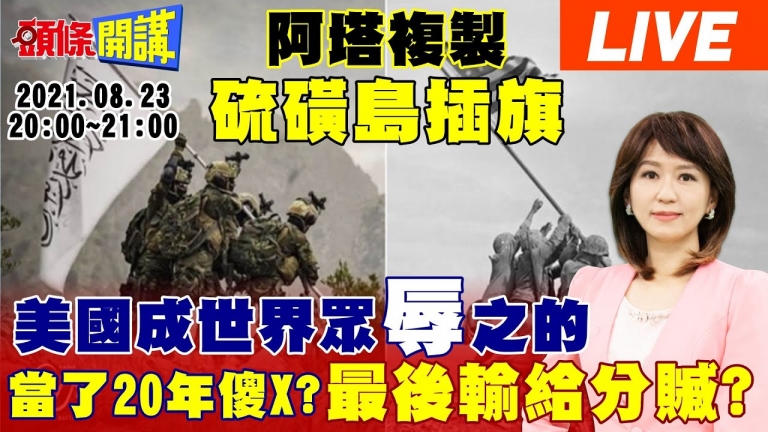 頭條開講
2021.08.23
20:00~21:00
阿塔複製
硫磺島插旗
LIVE
美國成世界眾辱之的
當了20年傻X?最後輸給分贓?